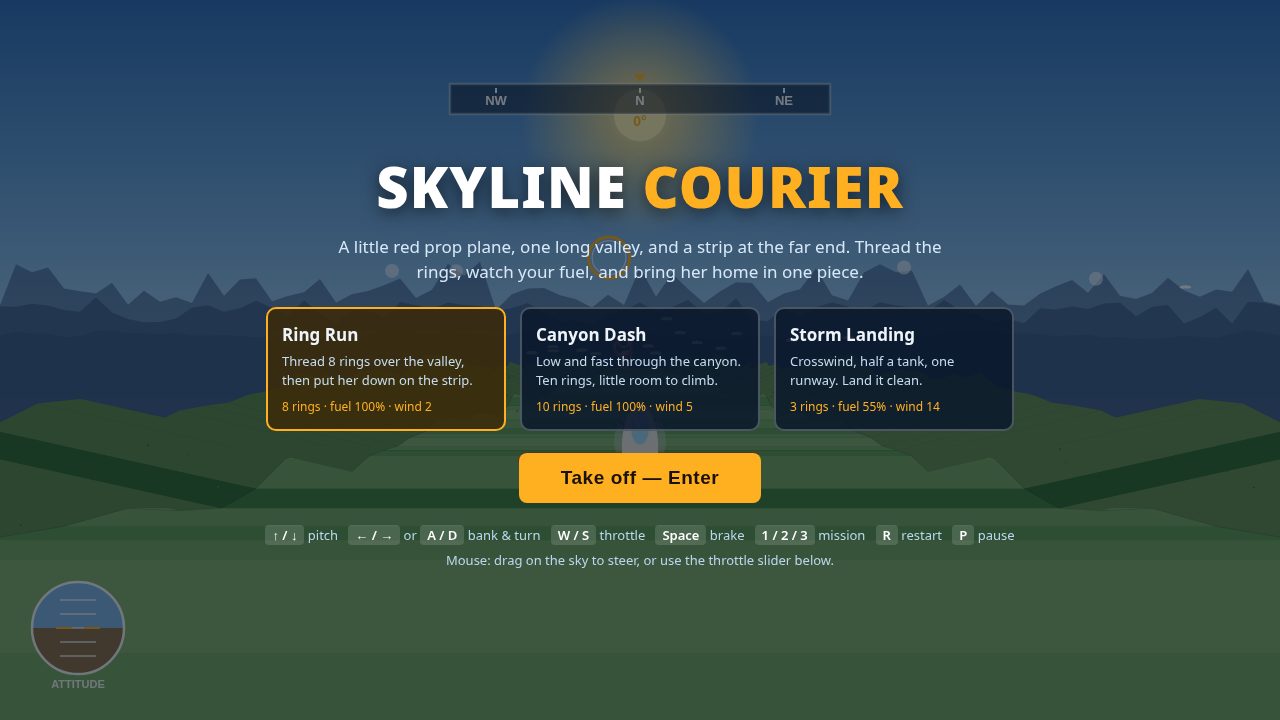 NW N NE
0°
SKYLINE COURIER
A little red prop plane, one long valley, and a strip at the far end. Thread the
rings, watch your fuel, and bring her home in one piece.
Ring Run
Thread 8 rings over the valley,
then put her down on the strip.
8 rings · fuel 100% · wind 2
Canyon Dash
Low and fast through the canyon.
Ten rings, little room to climb.
10 rings · fuel 100% · wind 5
Storm Landing
Crosswind, half a tank, one
runway. Land it clean.
3 rings · fuel 55% · wind 14
Take off — Enter
↑ / ↓ pitch ← / → or A / D bank & turn W / S throttle Space brake 1 / 2 / 3 mission R restart P pause
Mouse: drag on the sky to steer, or use the throttle slider below.
ATTITUDE